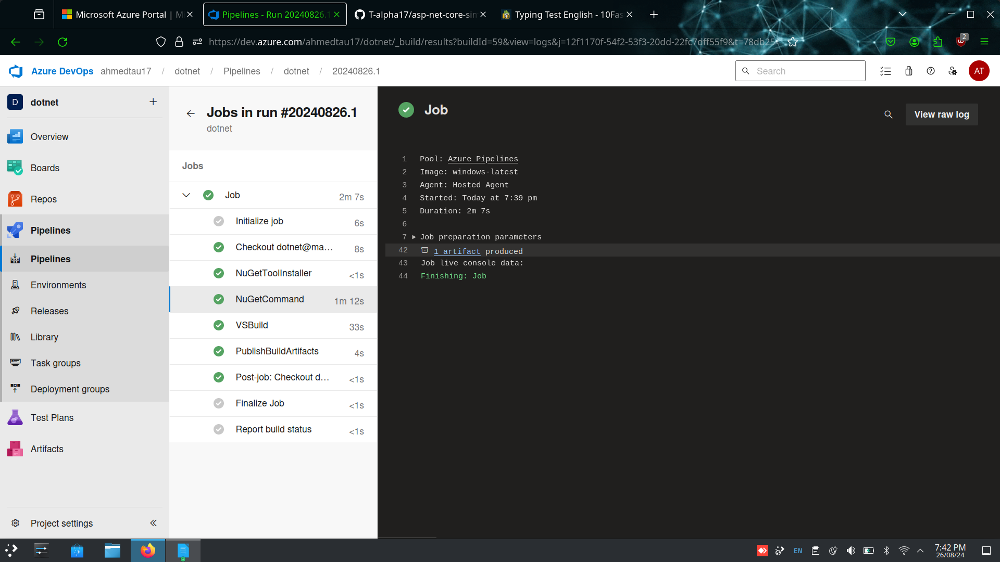 Microsoft Azure Portal | M
Pipelines - Run 20240826.1
T-alpha17/asp-net-core-sim
Typing Test English - 10Fas
https://dev.azure.com/ahmedtau17/dotnet/_build/results?buildId=59&view=logs&j=12f1170f-54f2-53f3-20dd-22fc7dff55f9&t=78db25
2
Azure DevOps ahmedtau17 / dotnet / Pipelines / dotnet / 20240826.1
Search
AT
D dotnet
Overview
Boards
Repos
Pipelines
Pipelines
Environments
Releases
Library
Task groups
Deployment groups
Test Plans
Artifacts
Project settings
Jobs in run #20240826.1
dotnet
Jobs
Job 2m 7s
Initialize job 6s
Checkout dotnet@ma... 8s
NuGetToolInstaller <1s
NuGetCommand 1m 12s
VSBuild 33s
PublishBuildArtifacts 4s
Post-job: Checkout d... <1s
Finalize Job <1s
Report build status <1s
Job
View raw log
1 Pool: Azure Pipelines
2 Image: windows-latest
3 Agent: Hosted Agent
4 Started: Today at 7:39 pm
5 Duration: 2m 7s
6
7 Job preparation parameters
42 1 artifact produced
43 Job live console data:
44 Finishing: Job
EN
7:42 PM
26/08/24